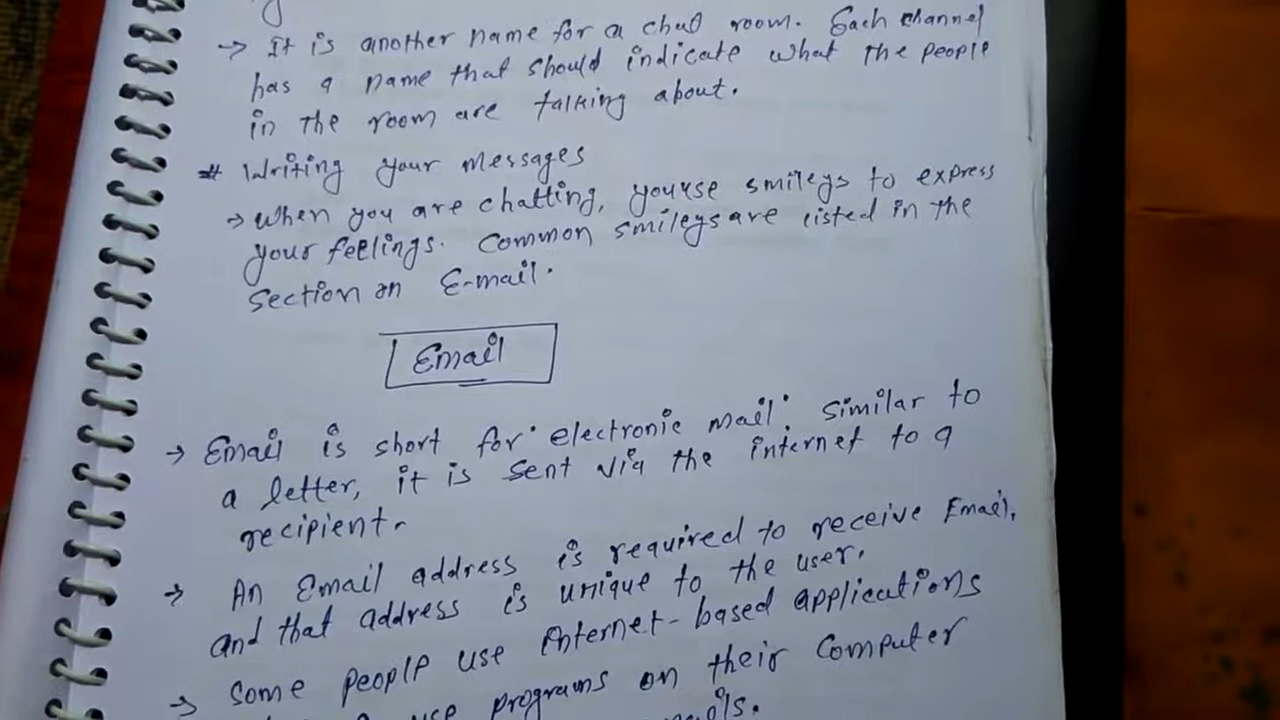 → It is another name for a chat room. Each channel
has a name that should indicate what the people
in the room are talking about.
# Writing your messages
→ When you are chatting, you use smileys to express
your feelings. Common smileys are listed in the
section on E-mail.
Email
→ Email is short for electronic mail. Similar to
a letter, it is sent via the internet to a
recipient.
→ An Email address is required to receive Email,
and that address is unique to the user.
→ Some people use internet-based applications
use programs on their computer